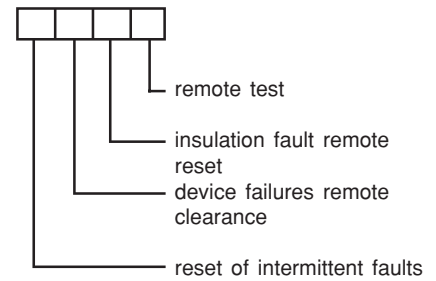 remote test
insulation fault remote
reset
device failures remote
clearance
reset of intermittent faults